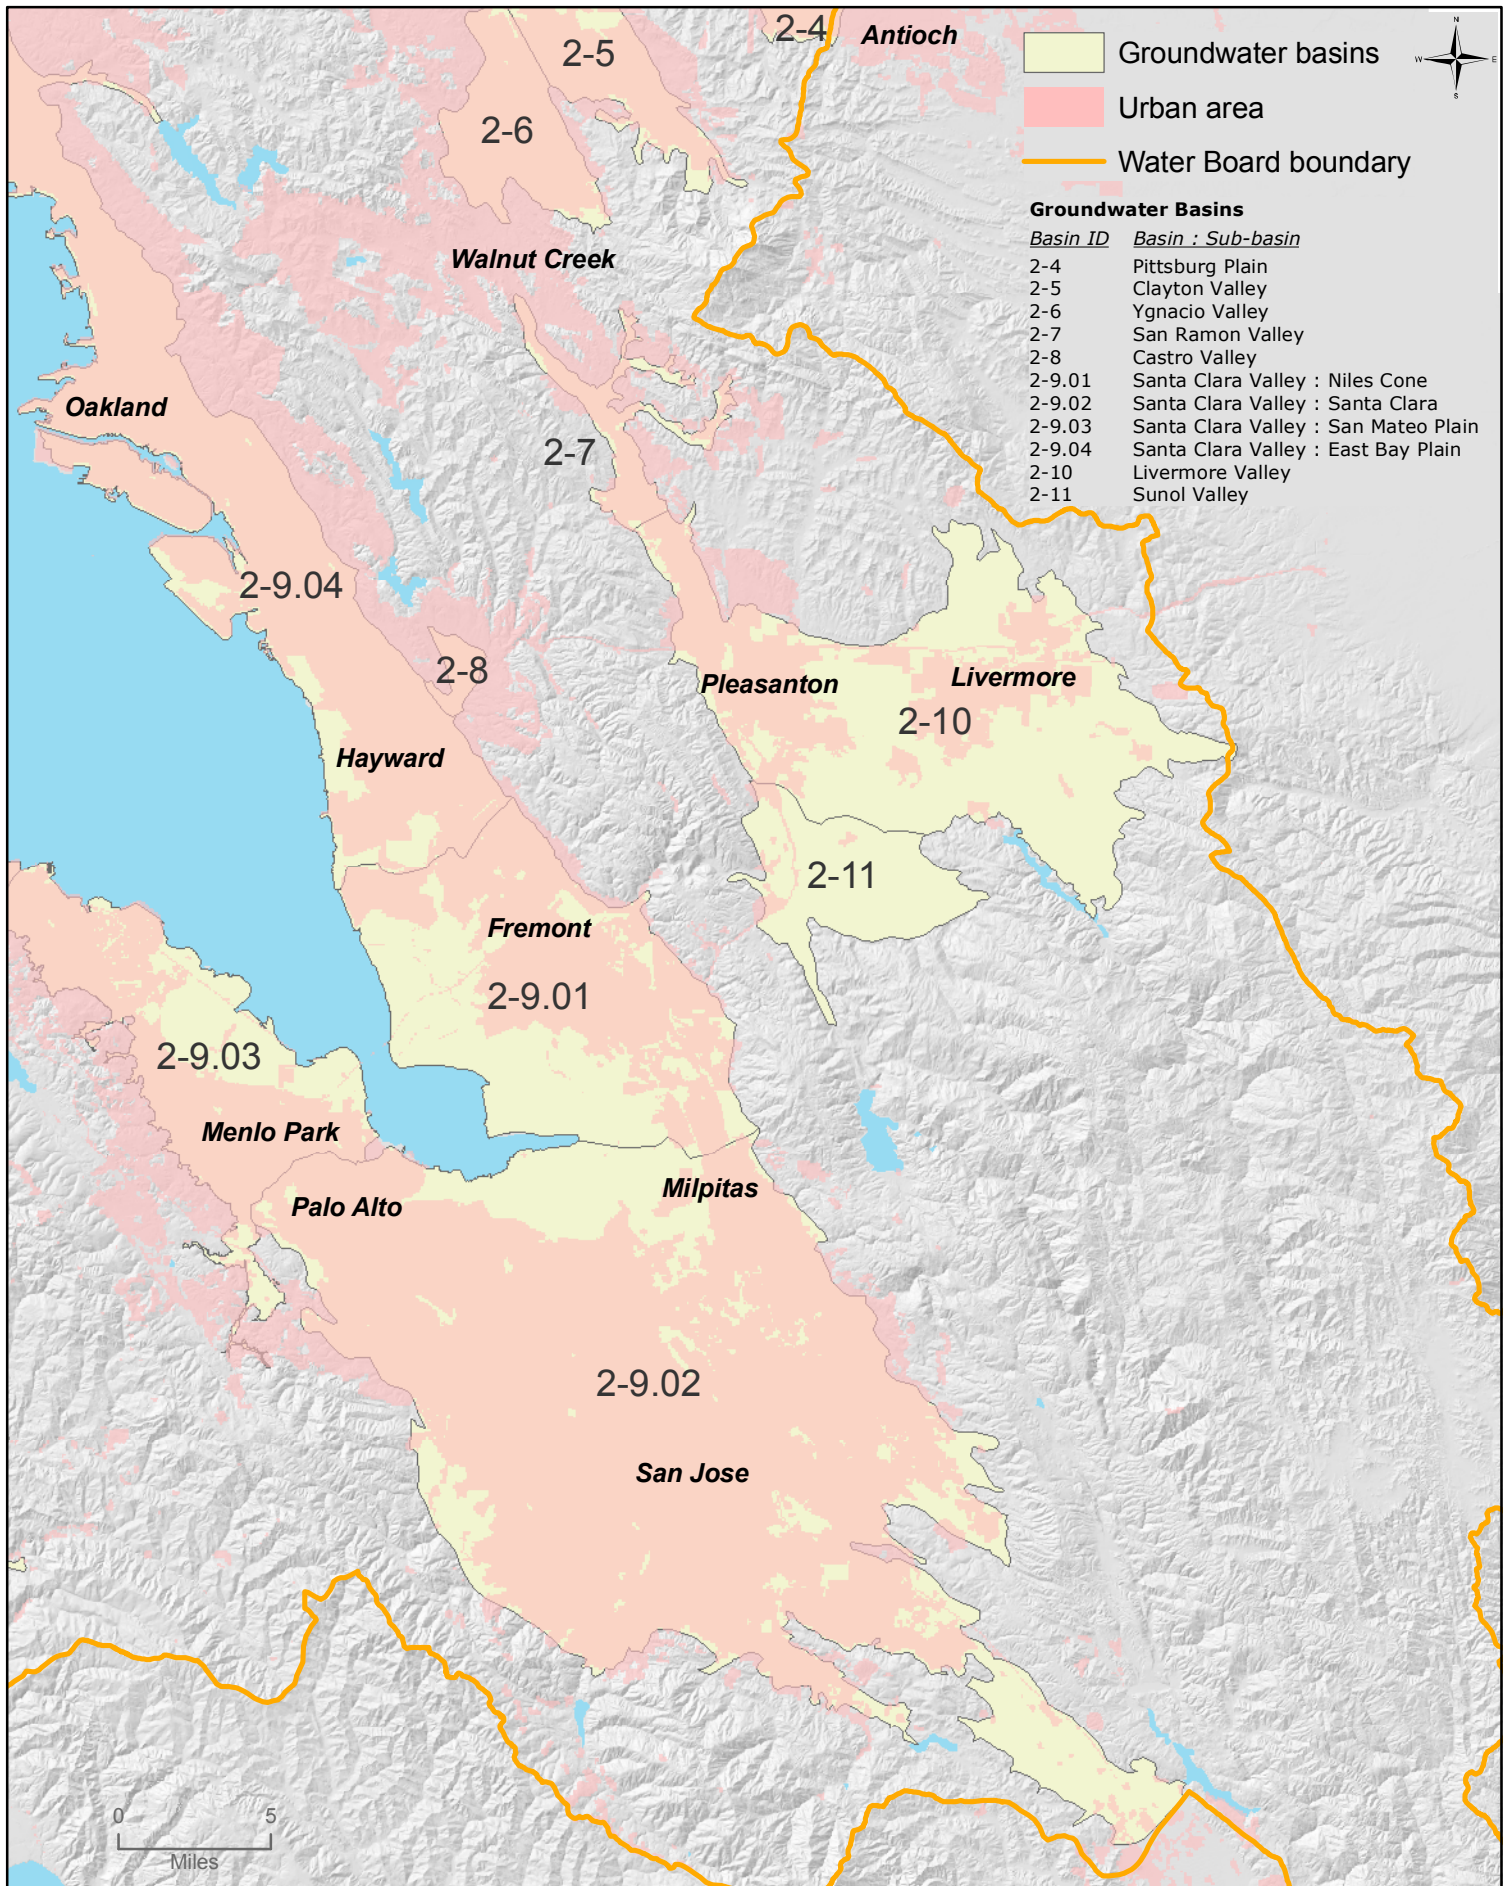 2-4
Antioch
2-5
Groundwater basins
N
W E
S
Urban area
2-6
Water Board boundary
Groundwater Basins
Basin ID Basin : Sub-basin
2-4 Pittsburg Plain
2-5 Clayton Valley
2-6 Ygnacio Valley
2-7 San Ramon Valley
2-8 Castro Valley
2-9.01 Santa Clara Valley : Niles Cone
2-9.02 Santa Clara Valley : Santa Clara
2-9.03 Santa Clara Valley : San Mateo Plain
2-9.04 Santa Clara Valley : East Bay Plain
2-10 Livermore Valley
2-11 Sunol Valley
Walnut Creek
Oakland
2-7
2-9.04
2-8
Pleasanton
Livermore
2-10
Hayward
2-11
Fremont
2-9.01
2-9.03
Menlo Park
Milpitas
Palo Alto
2-9.02
San Jose
0 5
Miles